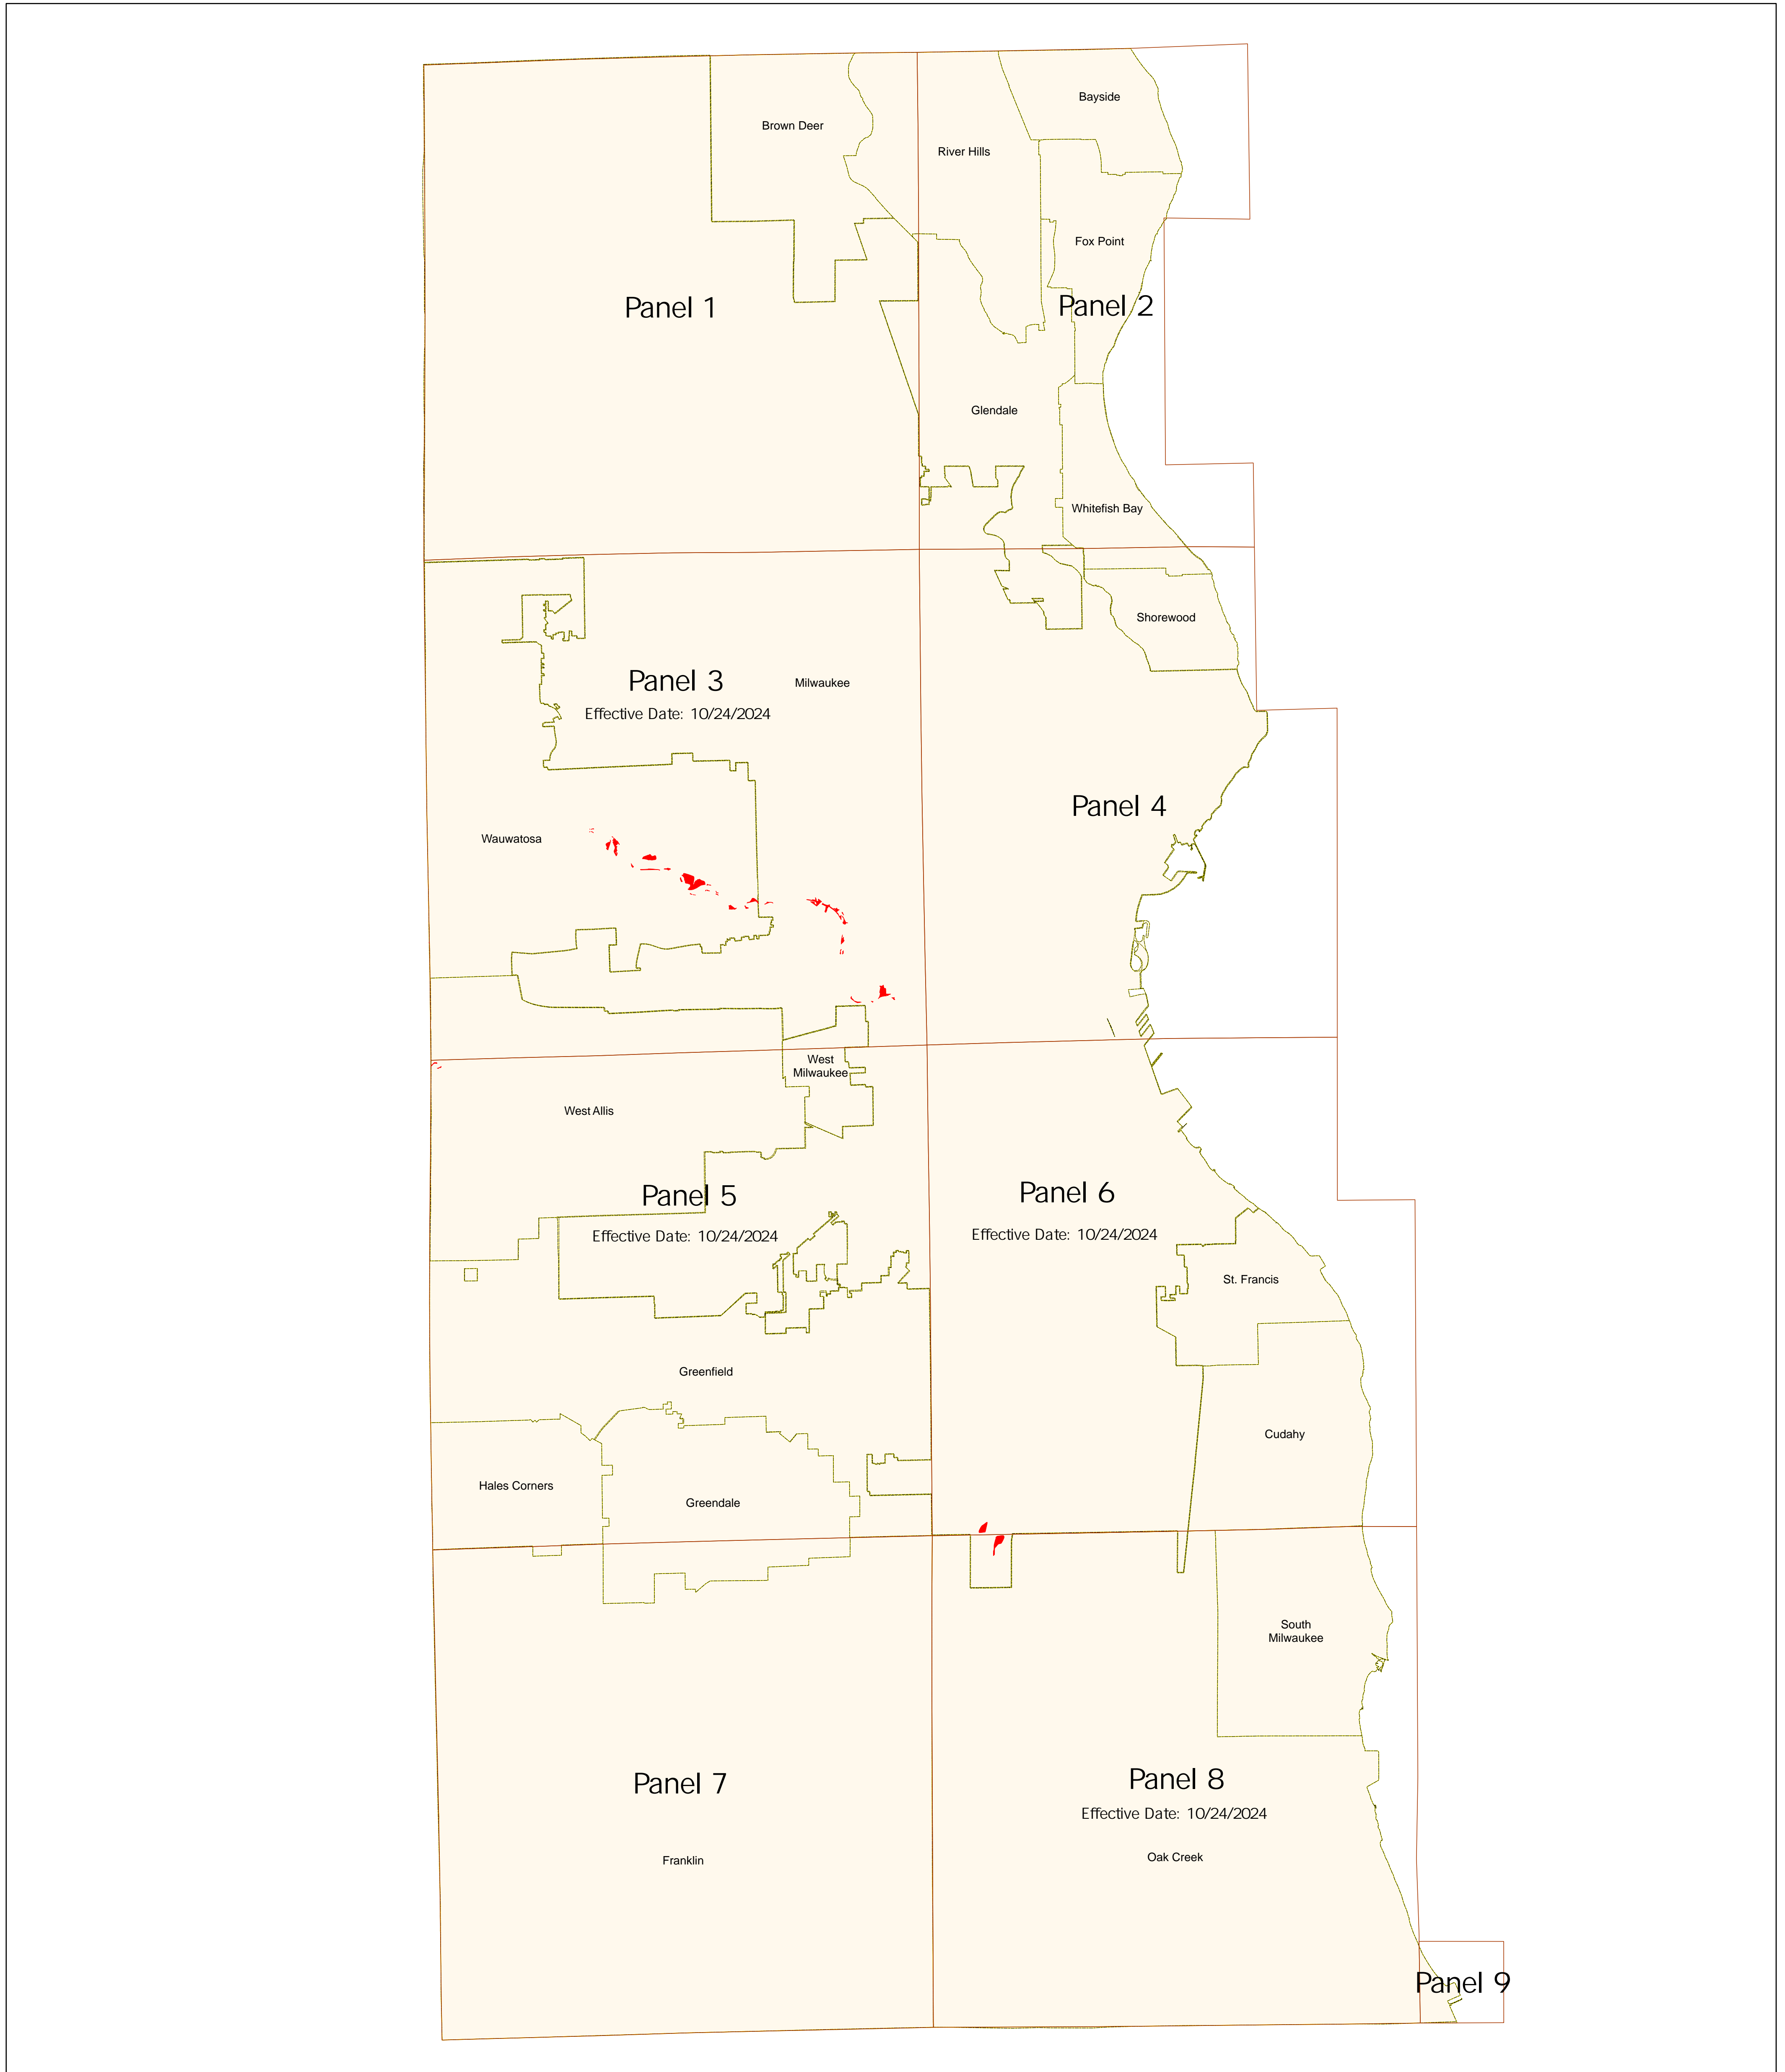 Bayside
Brown Deer
River Hills
Fox Point
Panel 1
Panel 2
Glendale
Whitefish Bay
Shorewood
Panel 3
Milwaukee
Effective Date: 10/24/2024
Panel 4
Wauwatosa
West
Milwaukee
West Allis
Panel 5
Effective Date: 10/24/2024
Panel 6
Effective Date: 10/24/2024
St. Francis
Greenfield
Cudahy
Hales Corners
Greendale
South
Milwaukee
Panel 7
Panel 8
Effective Date: 10/24/2024
Franklin
Oak Creek
Panel 9